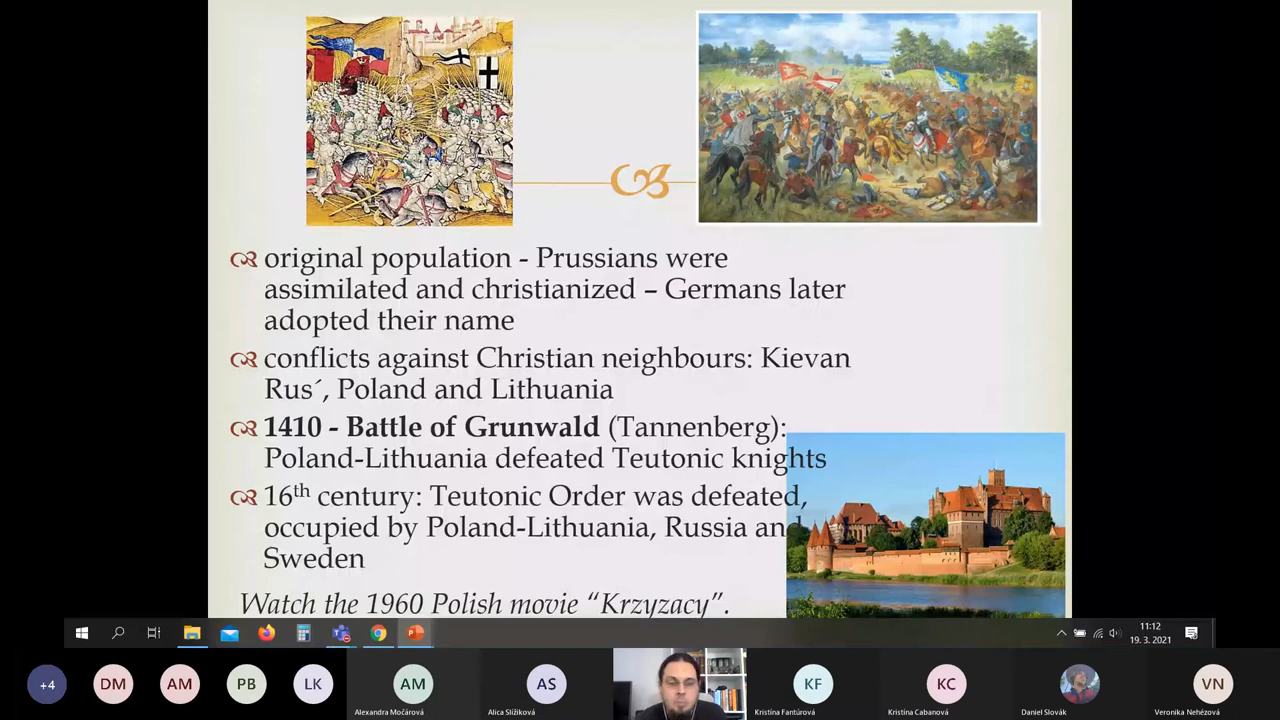 original population - Prussians were
assimilated and christianized – Germans later
adopted their name
conflicts against Christian neighbours: Kievan
Rus´, Poland and Lithuania
1410 - Battle of Grunwald (Tannenberg):
Poland-Lithuania defeated Teutonic knights
16th century: Teutonic Order was defeated,
occupied by Poland-Lithuania, Russia and
Sweden
Watch the 1960 Polish movie “Krzyzacy”.
11:12
19. 3. 2021
+4
DM
AM
PB
LK
AM
AS
KF
KC
VN
Alexandra Močárová
Alica Slížiková
Kristína Fantúrová
Kristína Cabanová
Daniel Slovák
Veronika Nehézová